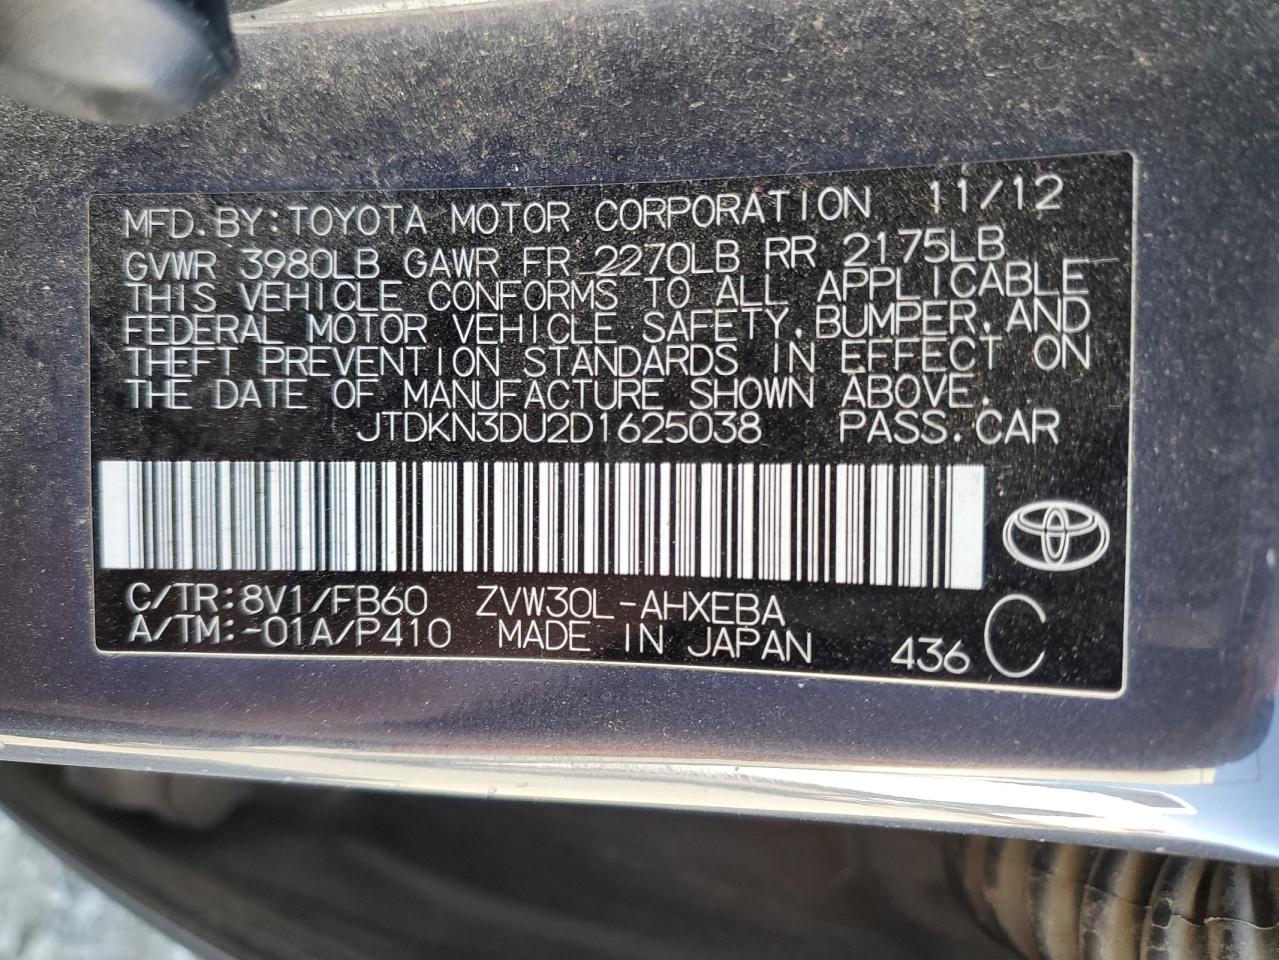 MFD. BY: TOYOTA MOTOR CORPORATION 11/12
GVWR 3980LB GAWR FR 2270LB RR 2175LB
THIS VEHICLE CONFORMS TO ALL APPLICABLE
FEDERAL MOTOR VEHICLE SAFETY, BUMPER, AND
THEFT PREVENTION STANDARDS IN EFFECT ON
THE DATE OF MANUFACTURE SHOWN ABOVE.
JTDKN3DU2D1625038 PASS. CAR
C/TR: 8V1/FB60 ZVW30L-AHXEBA
A/TM: -01A/P410 MADE IN JAPAN 436 C